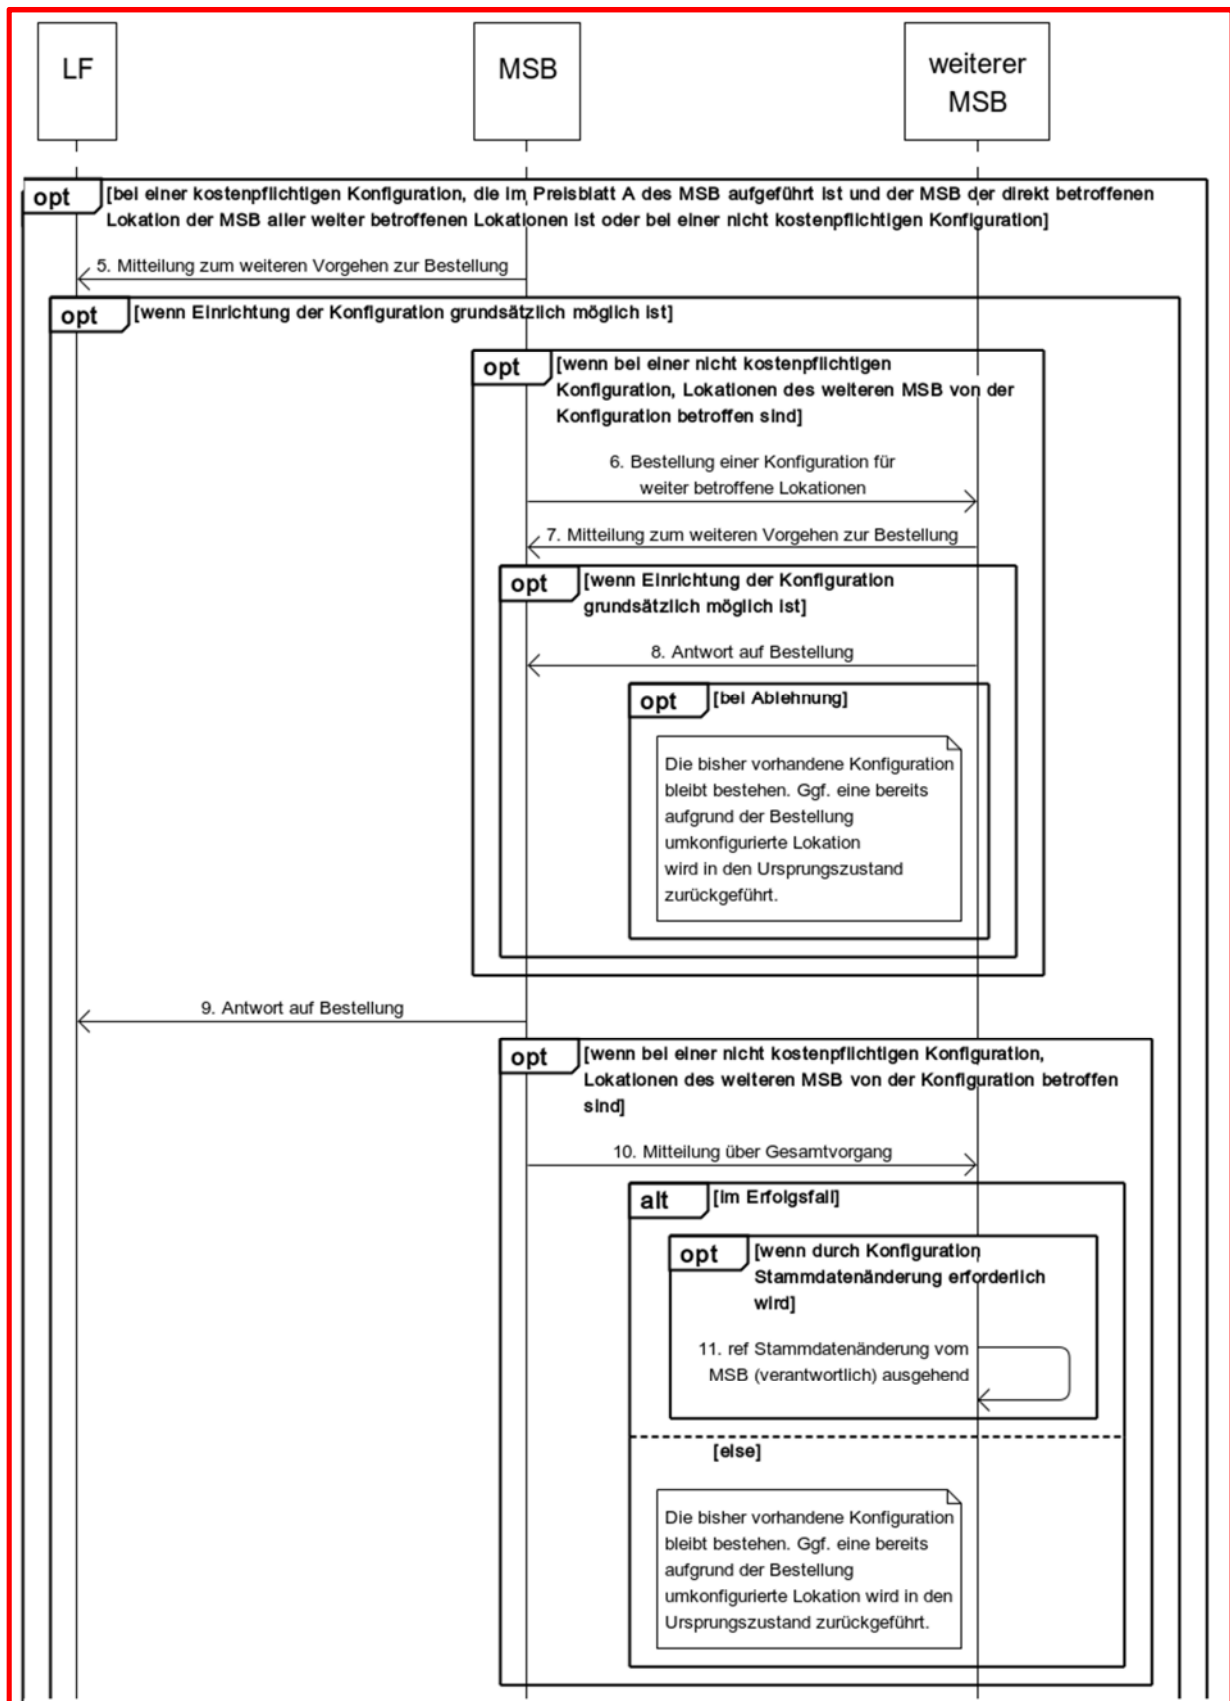 LF
MSB
weiterer
MSB
opt
[bei einer kostenpflichtigen Konfiguration, die im Preisblatt A des MSB aufgeführt ist und der MSB der direkt betroffenen
Lokation der MSB aller weiter betroffenen Lokationen ist oder bei einer nicht kostenpflichtigen Konfiguration]
5. Mitteilung zum weiteren Vorgehen zur Bestellung
opt
[wenn Einrichtung der Konfiguration grundsätzlich möglich ist]
opt
[wenn bei einer nicht kostenpflichtigen
Konfiguration, Lokationen des weiteren MSB von der
Konfiguration betroffen sind]
6. Bestellung einer Konfiguration für
weiter betroffene Lokationen
7. Mitteilung zum weiteren Vorgehen zur Bestellung
opt
[wenn Einrichtung der Konfiguration
grundsätzlich möglich ist]
8. Antwort auf Bestellung
opt
[bei Ablehnung]
Die bisher vorhandene Konfiguration
bleibt bestehen. Ggf. eine bereits
aufgrund der Bestellung
umkonfigurierte Lokation
wird in den Ursprungszustand
zurückgeführt.
9. Antwort auf Bestellung
opt
[wenn bei einer nicht kostenpflichtigen Konfiguration,
Lokationen des weiteren MSB von der Konfiguration betroffen
sind]
10. Mitteilung über Gesamtvorgang
alt
[im Erfolgsfall]
opt
[wenn durch Konfiguration
Stammdatenänderung erforderlich
wird]
11. ref Stammdatenänderung vom
MSB (verantwortlich) ausgehend
[else]
Die bisher vorhandene Konfiguration
bleibt bestehen. Ggf. eine bereits
aufgrund der Bestellung
umkonfigurierte Lokation wird in den
Ursprungszustand zurückgeführt.